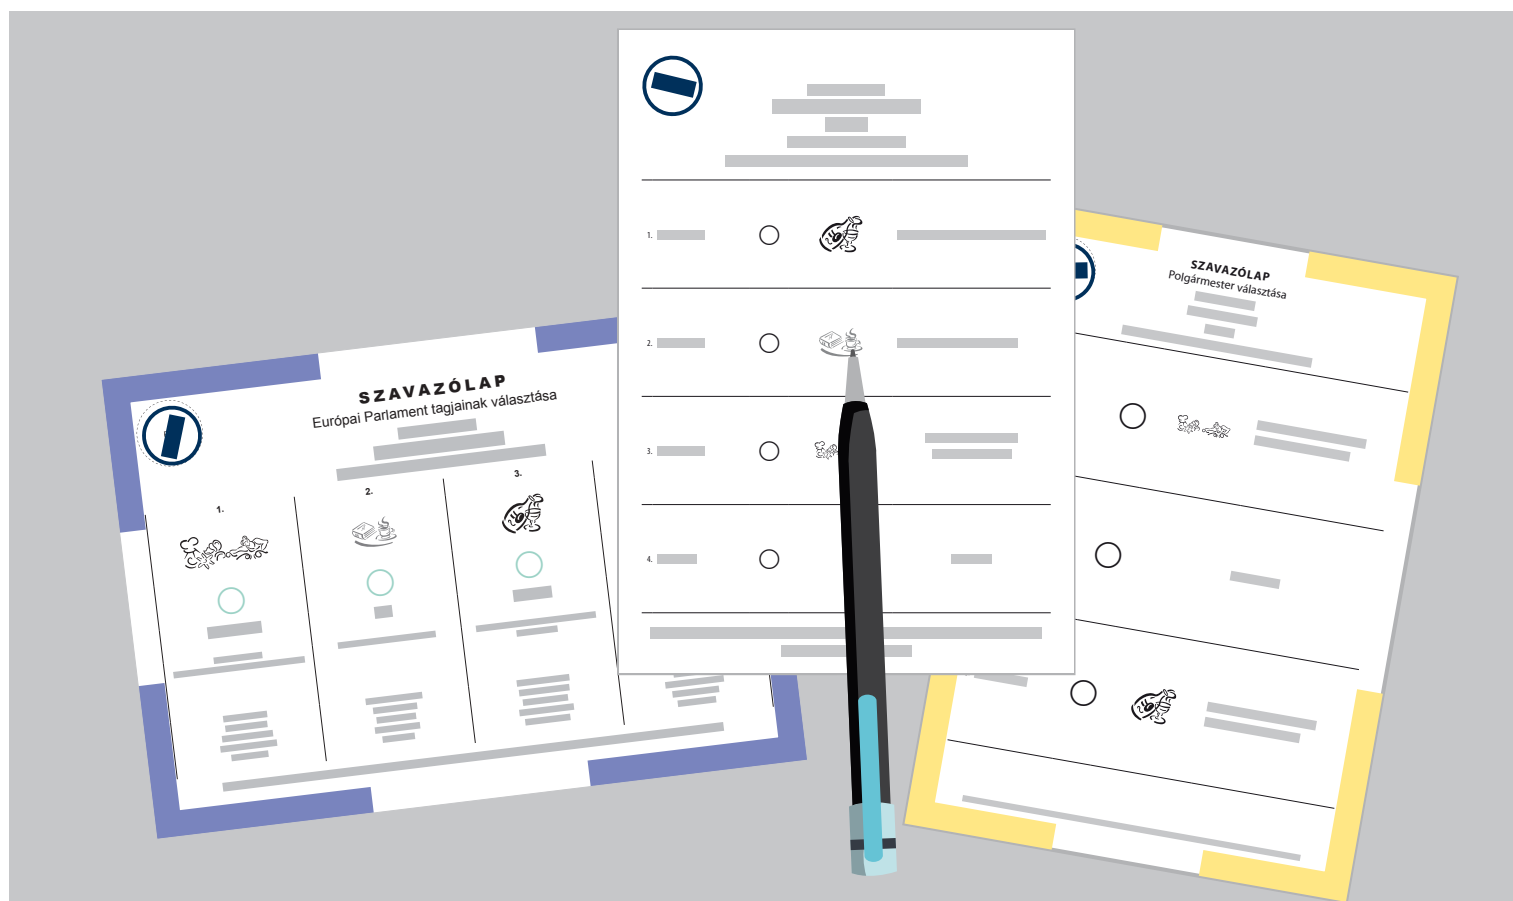 SZAVAZÓLAP
Európai Parlament tagjainak választása
1.
2.
3.
1.
2.
3.
4.
SZAVAZÓLAP
Polgármester választása